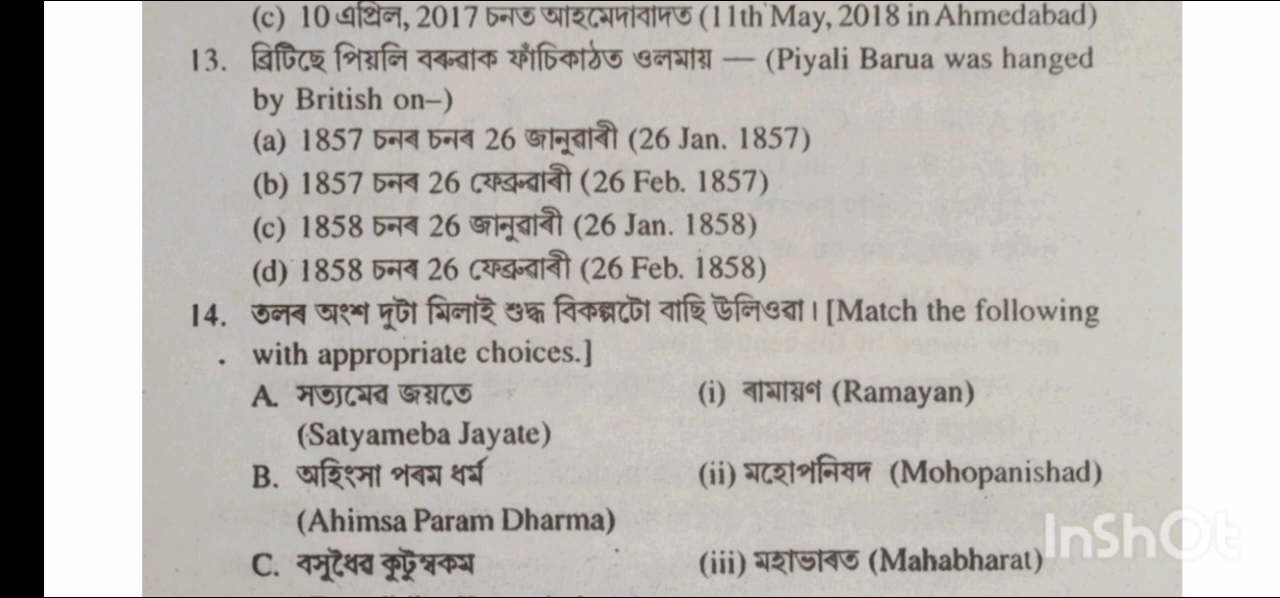 (c) 10 এপ্ৰিল, 2017 চনত আহমেদাবাদত (11th May, 2018 in Ahmedabad)
13. ব্ৰিটিছে পিয়লি বৰুৱাক ফাঁচিকাঠত ওলমায় — (Piyali Barua was hanged
by British on–)
(a) 1857 চনৰ চনৰ 26 জানুৱাৰী (26 Jan. 1857)
(b) 1857 চনৰ 26 ফেব্ৰুৱাৰী (26 Feb. 1857)
(c) 1858 চনৰ 26 জানুৱাৰী (26 Jan. 1858)
(d) 1858 চনৰ 26 ফেব্ৰুৱাৰী (26 Feb. 1858)
14. তলৰ অংশ দুটা মিলাই শুদ্ধ বিকল্পটো বাছি উলিওৱা। [Match the following
with appropriate choices.]
A. সত্যমেৱ জয়তে (i) ৰামায়ণ (Ramayan)
(Satyameba Jayate)
B. অহিংসা পৰম ধৰ্ম (ii) মহোপনিষদ (Mohopanishad)
(Ahimsa Param Dharma)
C. বসুধৈৱ কুটুম্বকম (iii) মহাভাৰত (Mahabharat)
InShOt